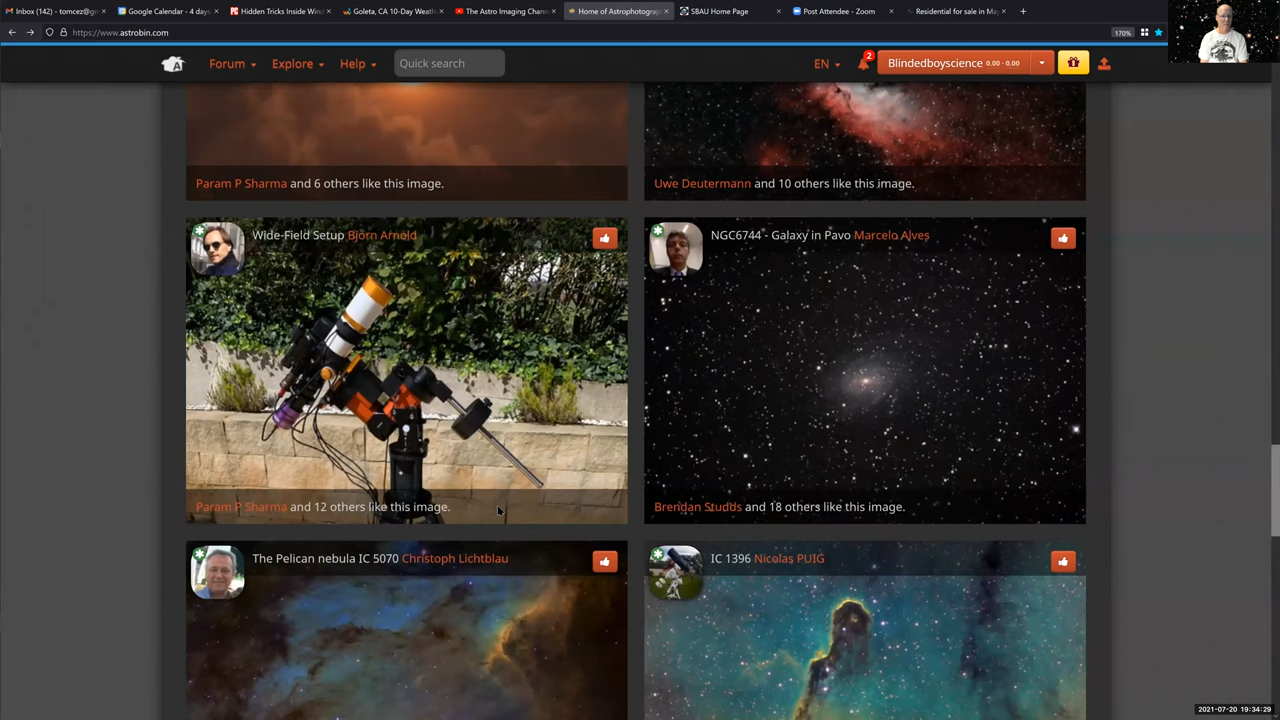 Inbox (6) - tomcez@gm
Google Calendar - 4 days
Hidden Tricks Inside Win
Goleta, CA 10-Day Weath
The Astro Imaging Chann
Home of Astrophotograp
SBAU Home Page
Post Attendee - Zoom
Residential for sale in Ma
https://www.astrobin.com
170%
Forum
Explore
Help
Quick search
EN
2
Blindedboyscience 0.00 - 0.00
Param P Sharma and 6 others like this image.
Uwe Deutermann and 10 others like this image.
Wide-Field Setup Björn Arnold
NGC6744 - Galaxy in Pavo Marcelo Alves
Param P Sharma and 12 others like this image.
Brendan Studds and 18 others like this image.
The Pelican nebula IC 5070 Christoph Lichtblau
IC 1396 Nicolas PUIG
2021-07-20 19:34:29